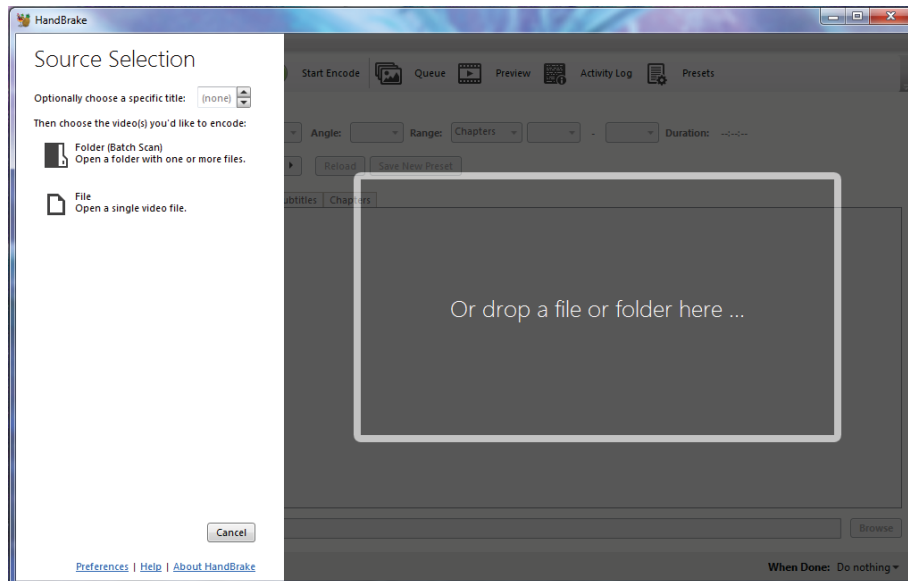 HandBrake
Source Selection
Optionally choose a specific title: (none)
Then choose the video(s) you'd like to encode:
Folder (Batch Scan)
Open a folder with one or more files.
File
Open a single video file.
Cancel
Preferences | Help | About HandBrake
Start Encode Queue Preview Activity Log Presets
Angle: Range: Chapters - Duration: --:--:--
Reload Save New Preset
ubtitles Chapters
Or drop a file or folder here ...
Browse
When Done: Do nothing